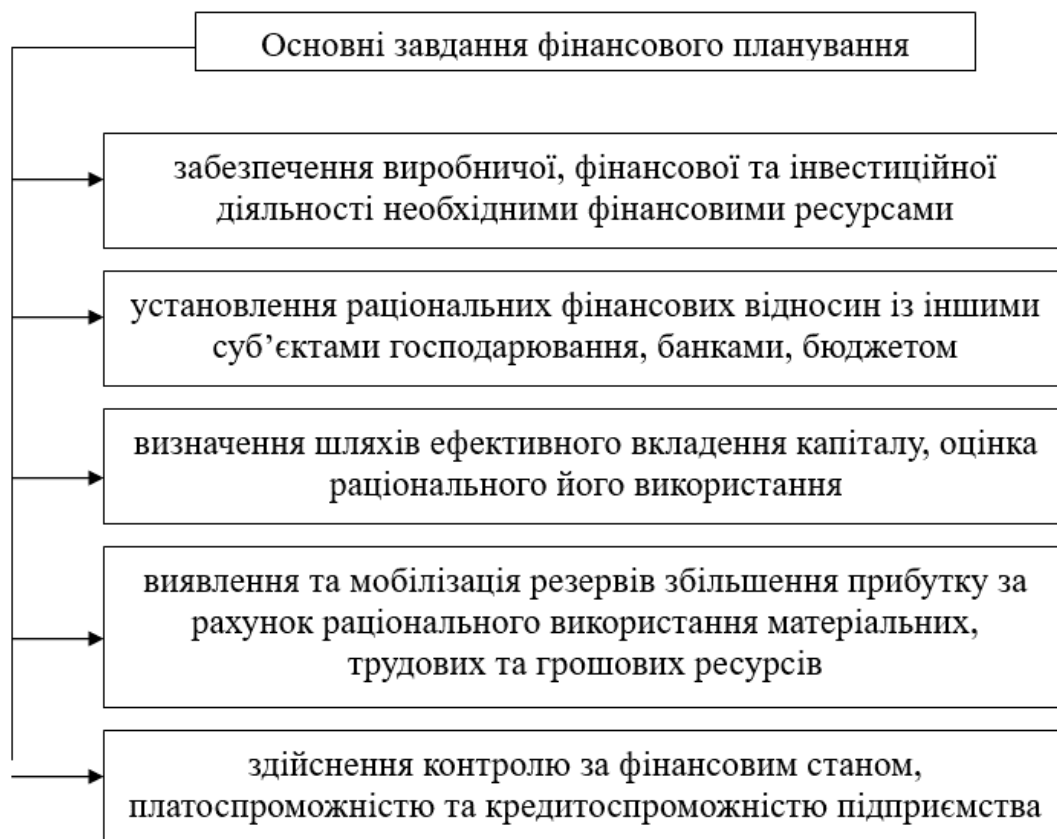 Основні завдання фінансового планування
забезпечення виробничої, фінансової та інвестиційної
діяльності необхідними фінансовими ресурсами
установлення раціональних фінансових відносин із іншими
суб’єктами господарювання, банками, бюджетом
визначення шляхів ефективного вкладення капіталу, оцінка
раціонального його використання
виявлення та мобілізація резервів збільшення прибутку за
рахунок раціонального використання матеріальних,
трудових та грошових ресурсів
здійснення контролю за фінансовим станом,
платоспроможністю та кредитоспроможністю підприємства